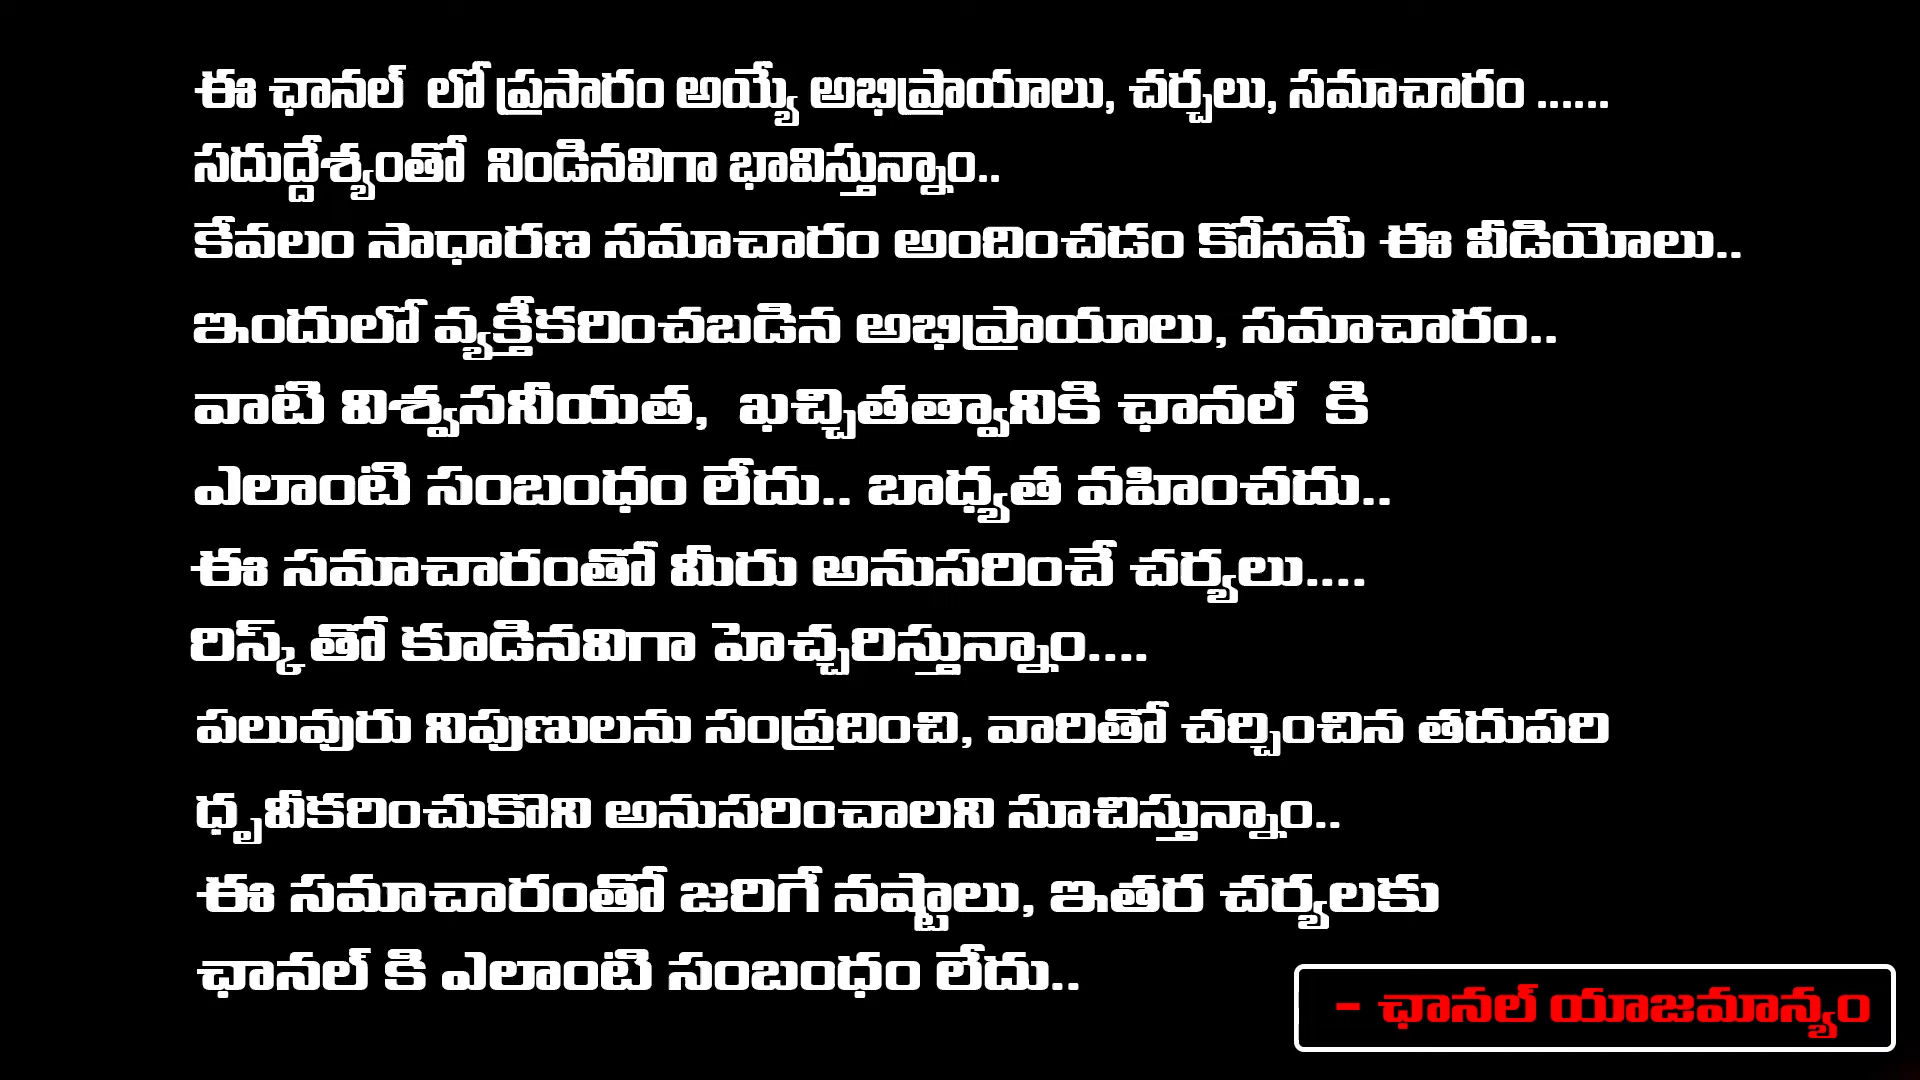 ఈ ఛానల్ లో ప్రసారం అయ్యే అభిప్రాయాలు, చర్చలు, సమాచారం ......
సదుద్దేశ్యంతో నిండినవిగా భావిస్తున్నాం..
కేవలం సాధారణ సమాచారం అందించడం కోసమే ఈ వీడియోలు..
ఇందులో వ్యక్తీకరించబడిన అభిప్రాయాలు, సమాచారం..
వాటి విశ్వసనీయత, ఖచ్చితత్వానికి ఛానల్ కి
ఎలాంటి సంబంధం లేదు.. బాధ్యత వహించదు..
ఈ సమాచారంతో మీరు అనుసరించే చర్యలు....
రిస్క్ తో కూడినవిగా హెచ్చరిస్తున్నాం....
పలువురు నిపుణులను సంప్రదించి, వారితో చర్చించిన తదుపరి
ధృవీకరించుకొని అనుసరించాలని సూచిస్తున్నాం..
ఈ సమాచారంతో జరిగే నష్టాలు, ఇతర చర్యలకు
ఛానల్ కి ఎలాంటి సంబంధం లేదు..
- ఛానల్ యాజమాన్యం